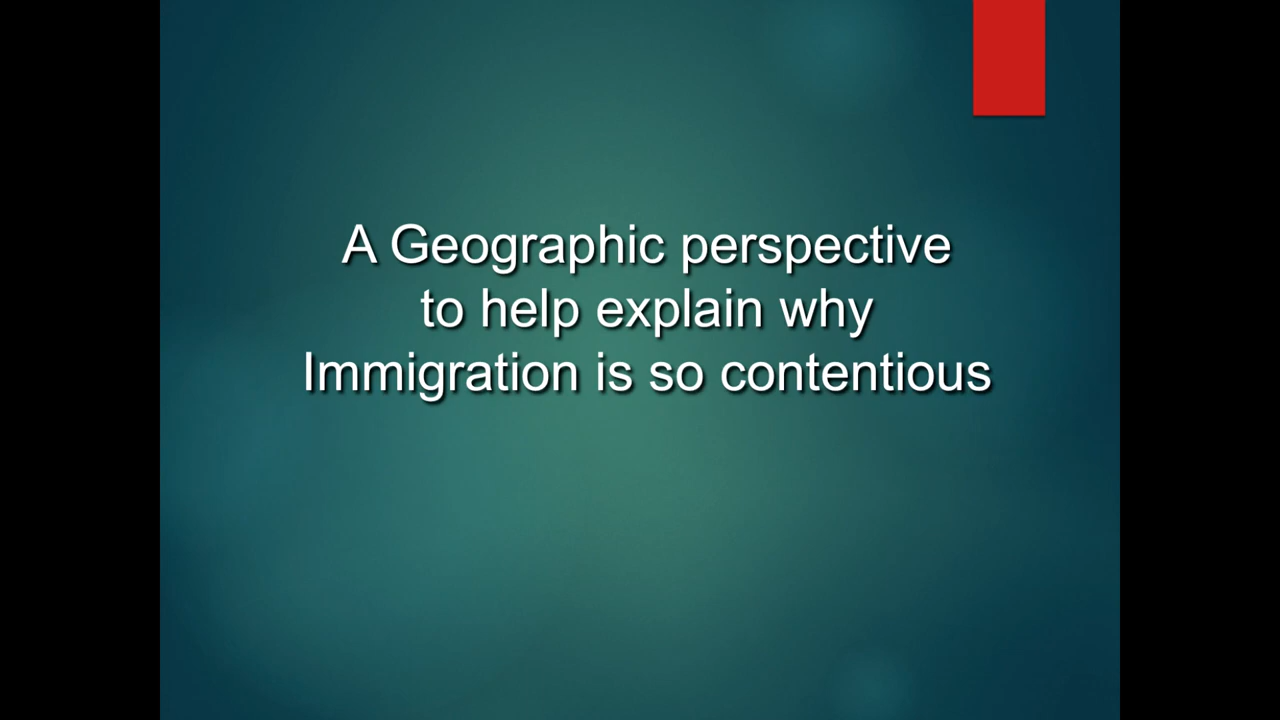 A Geographic perspective
to help explain why
Immigration is so contentious